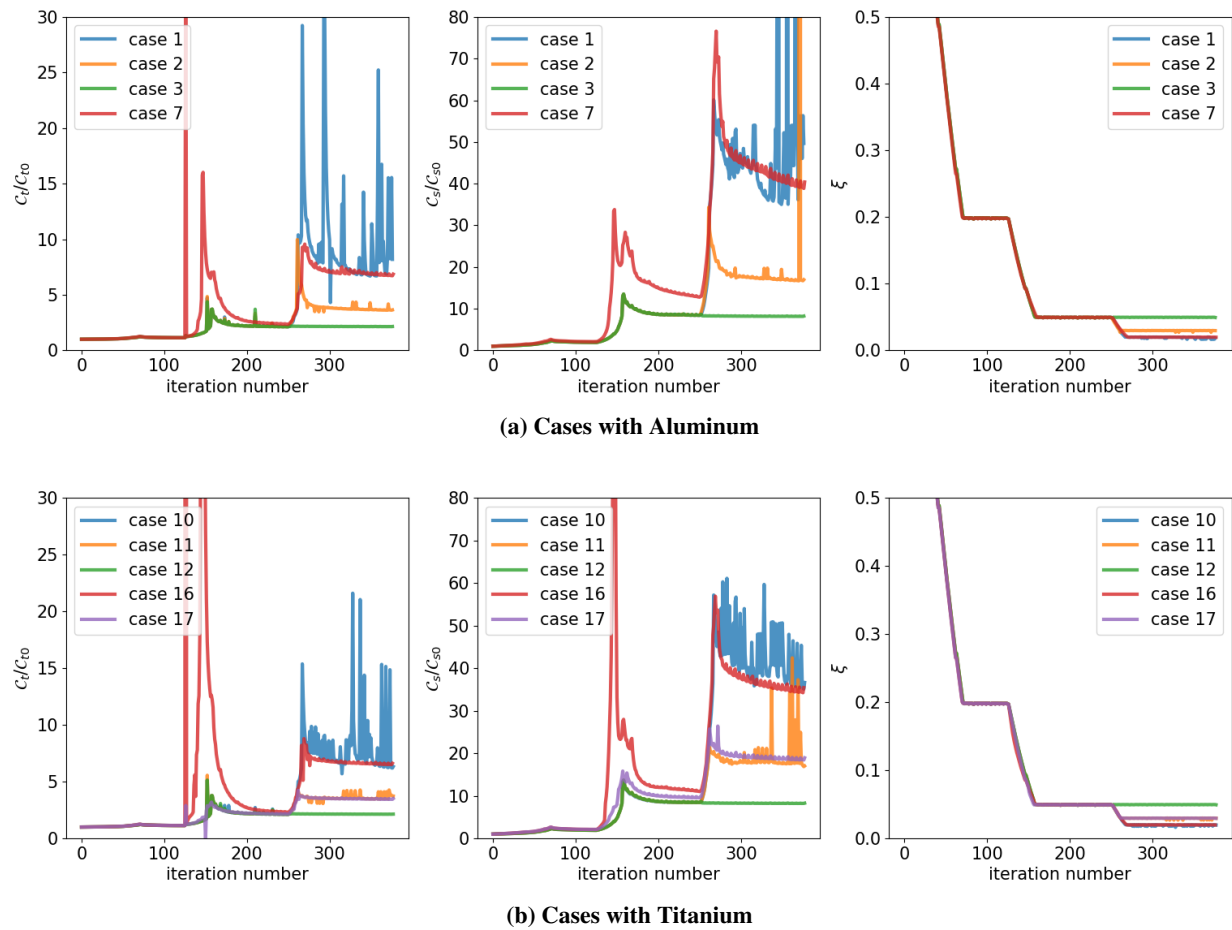 30
25
20
15
10
5
0
0
100
200
300
iteration number
C_t/C_{t0}
case 1
case 2
case 3
case 7
80
70
60
50
40
30
20
10
0
0
100
200
300
iteration number
C_s/C_{s0}
case 1
case 2
case 3
case 7
0.5
0.4
0.3
0.2
0.1
0.0
0
100
200
300
iteration number
ξ
case 1
case 2
case 3
case 7
(a) Cases with Aluminum
30
25
20
15
10
5
0
0
100
200
300
iteration number
C_t/C_{t0}
case 10
case 11
case 12
case 16
case 17
80
70
60
50
40
30
20
10
0
0
100
200
300
iteration number
C_s/C_{s0}
case 10
case 11
case 12
case 16
case 17
0.5
0.4
0.3
0.2
0.1
0.0
0
100
200
300
iteration number
ξ
case 10
case 11
case 12
case 16
case 17
(b) Cases with Titanium